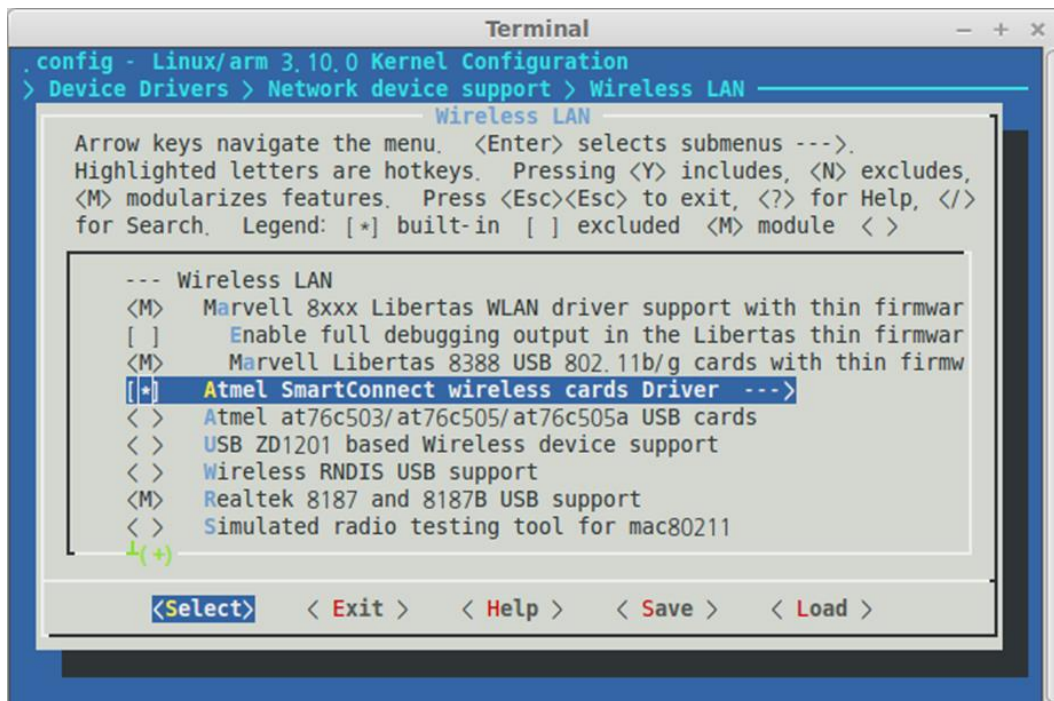 Terminal
.config - Linux/arm 3.10.0 Kernel Configuration
> Device Drivers > Network device support > Wireless LAN
Wireless LAN
Arrow keys navigate the menu. <Enter> selects submenus --->.
Highlighted letters are hotkeys. Pressing <Y> includes, <N> excludes,
<M> modularizes features. Press <Esc><Esc> to exit, <?> for Help, </>
for Search. Legend: [*] built-in [ ] excluded <M> module < >
--- Wireless LAN
<M> Marvell 8xxx Libertas WLAN driver support with thin firmwar
[ ] Enable full debugging output in the Libertas thin firmwar
<M> Marvell Libertas 8388 USB 802.11b/g cards with thin firmw
[*] Atmel SmartConnect wireless cards Driver --->
< > Atmel at76c503/at76c505/at76c505a USB cards
< > USB ZD1201 based Wireless device support
< > Wireless RNDIS USB support
<M> Realtek 8187 and 8187B USB support
< > Simulated radio testing tool for mac80211
┴(+)
<Select> < Exit > < Help > < Save > < Load >